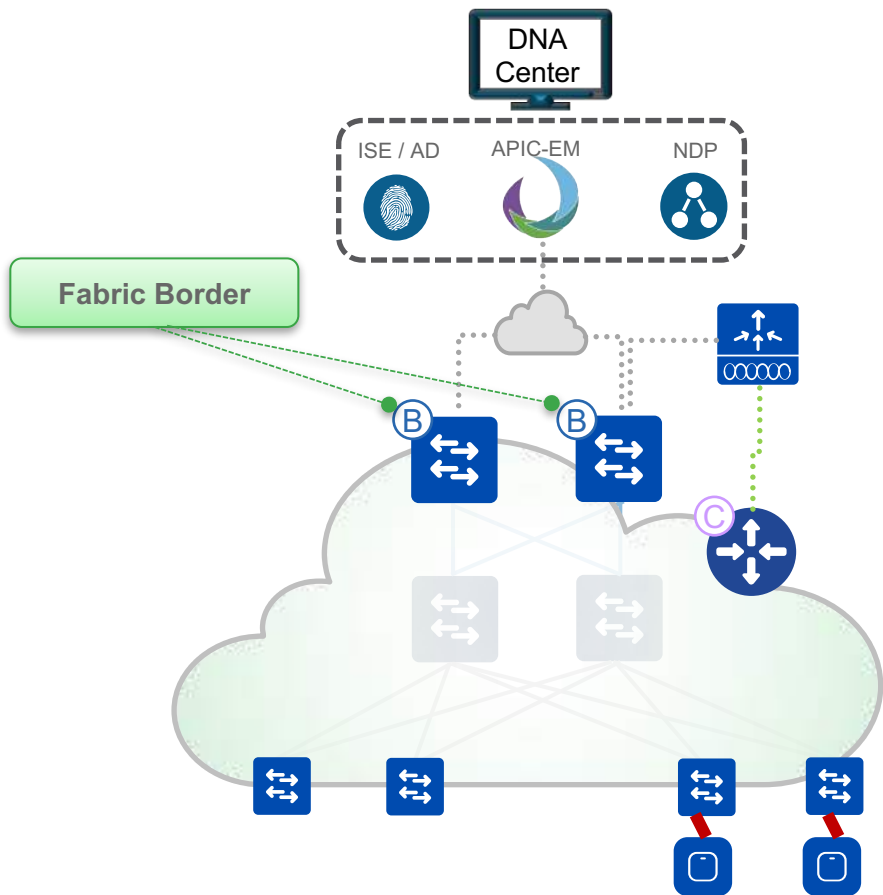 DNA
Center
ISE / AD
APIC-EM
NDP
Fabric Border
B
B
C